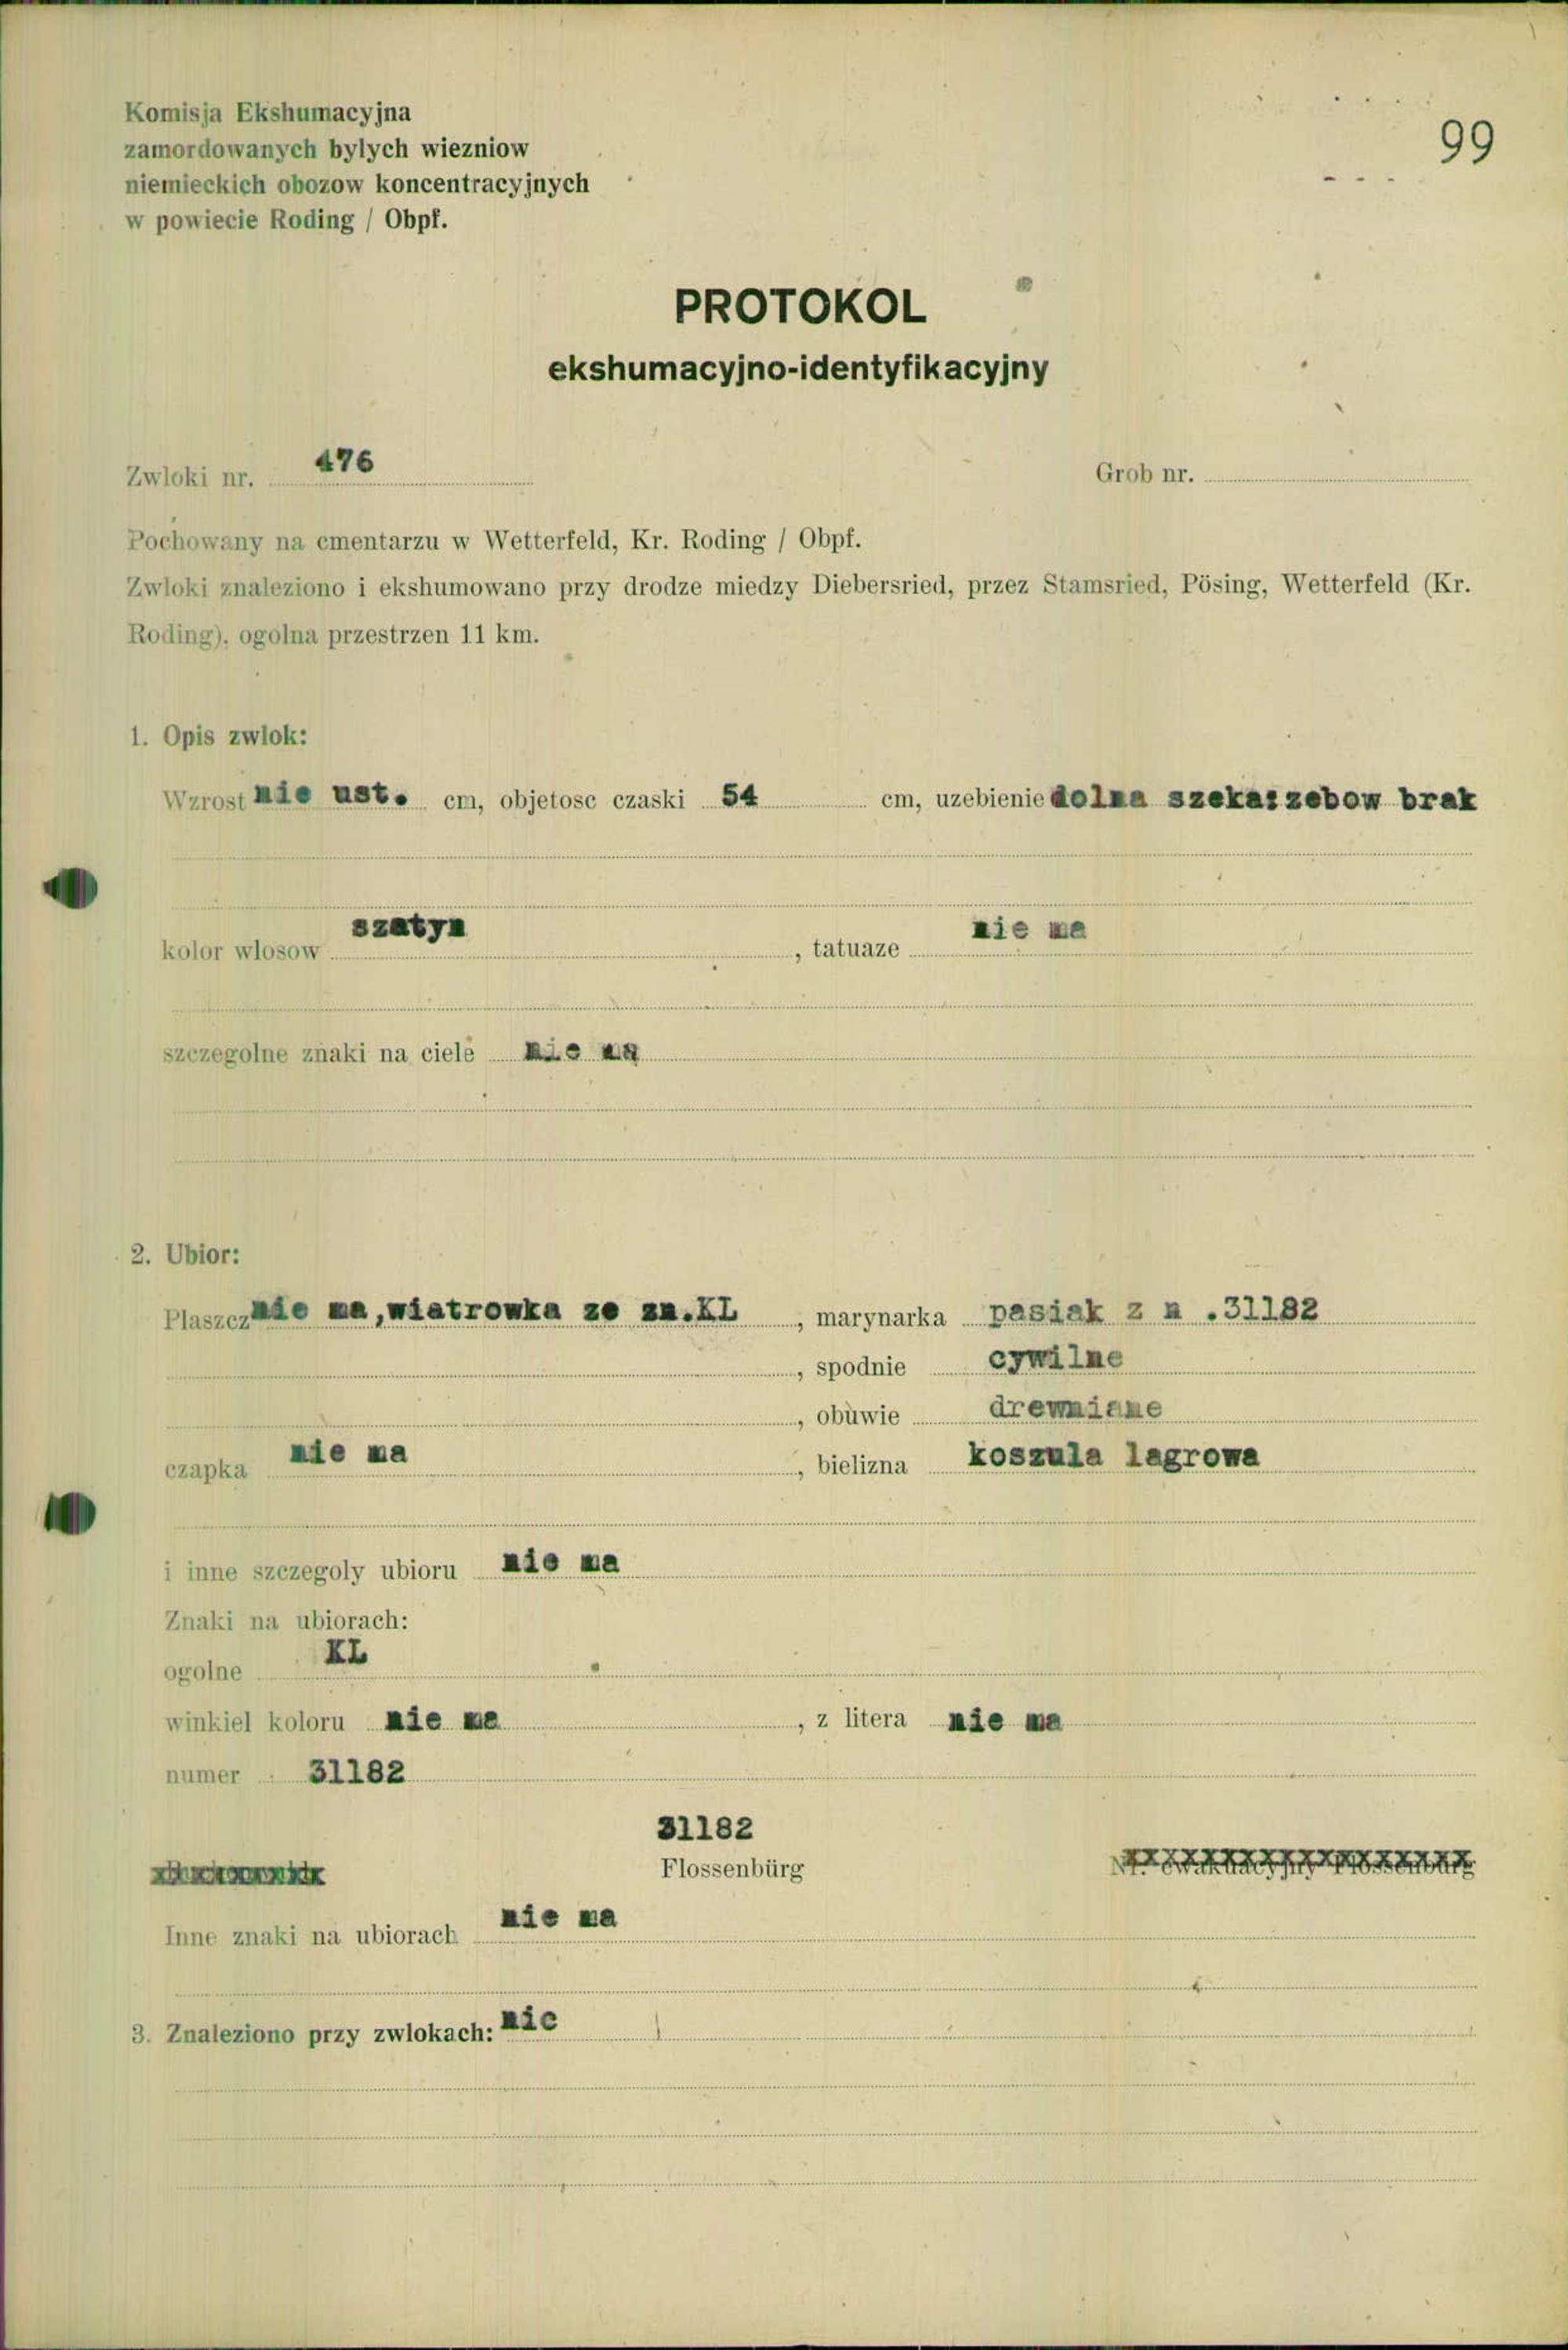 Komisja Ekshumacyjna
zamordowanych bylych wiezniow
niemieckich obozow koncentracyjnych
w powiecie Roding / Obpf.
99
- - -
PROTOKOL
ekshumacyjno-identyfikacyjny
Zwloki nr. 476 Grob nr.
Pochowany na cmentarzu w Wetterfeld, Kr. Roding / Obpf.
Zwloki znaleziono i ekshumowano przy drodze miedzy Diebersried, przez Stamsried, Pösing, Wetterfeld (Kr.
Roding), ogolna przestrzen 11 km.
1. Opis zwlok:
Wzrost nie ust. cm, objetosc czaski 54 cm, uzebienie dolna szeka: zebow brak
kolor wlosow szatyn, tatuaze nie ma
szczegolne znaki na ciele nie ma
2. Ubior:
Plaszcz nie ma, wiatrowka ze zn.KL, marynarka pasiak z n .31182
, spodnie cywilne
, obuwie drewniane
czapka nie ma, bielizna koszula lagrowa
i inne szczegoly ubioru nie ma
Znaki na ubiorach:
ogolne KL
winkiel koloru nie ma, z litera nie ma
numer 31182
31182
Flossenbürg
Inne znaki na ubiorach nie ma
3. Znaleziono przy zwlokach: nic